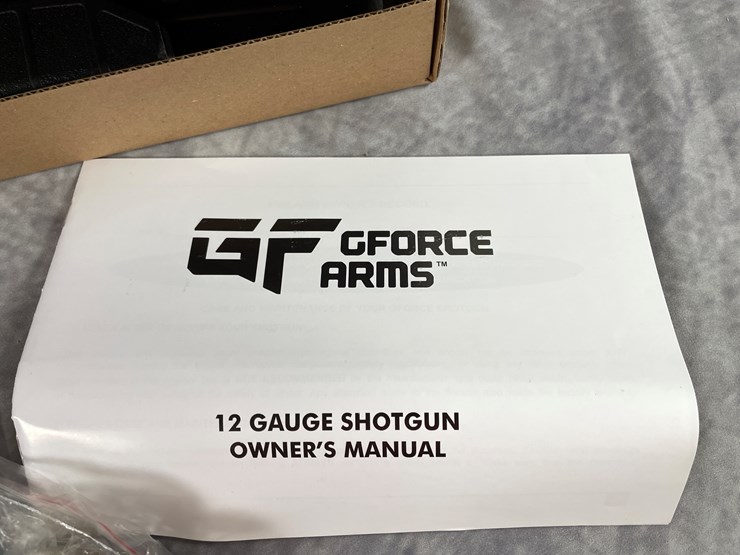 GF GFORCE
ARMS™
12 GAUGE SHOTGUN
OWNER'S MANUAL